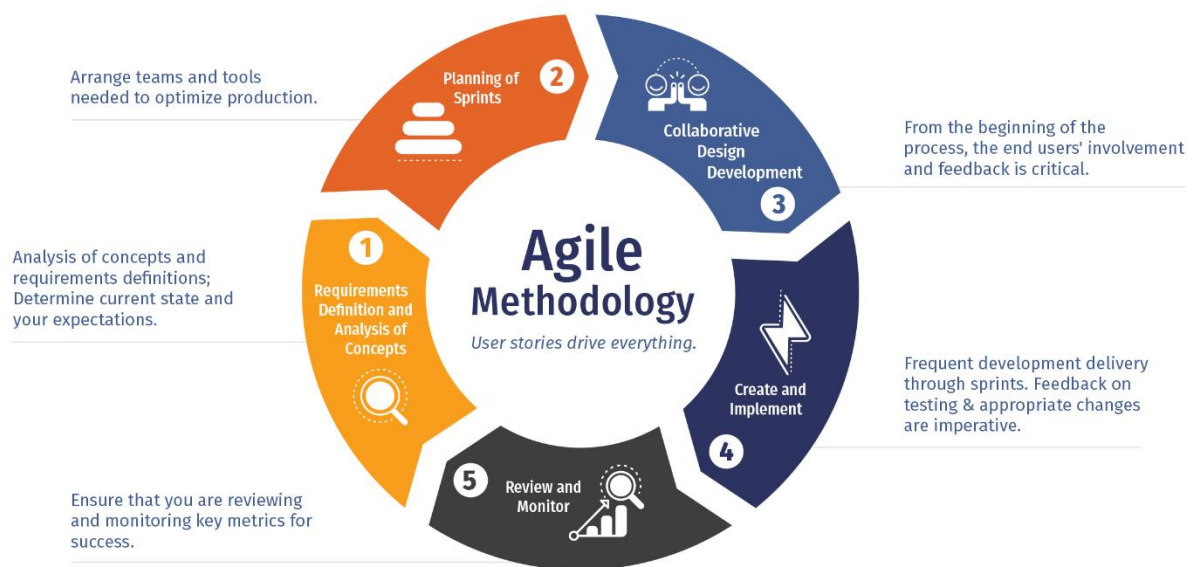 Agile
Methodology
User stories drive everything.
1
Requirements
Definition and
Analysis of
Concepts
Analysis of concepts and
requirements definitions;
Determine current state and
your expectations.
2
Planning of
Sprints
Arrange teams and tools
needed to optimize production.
Collaborative
Design
Development
3
From the beginning of the
process, the end users' involvement
and feedback is critical.
Create and
Implement
4
Frequent development delivery
through sprints. Feedback on
testing & appropriate changes
are imperative.
5
Review and
Monitor
Ensure that you are reviewing
and monitoring key metrics for
success.